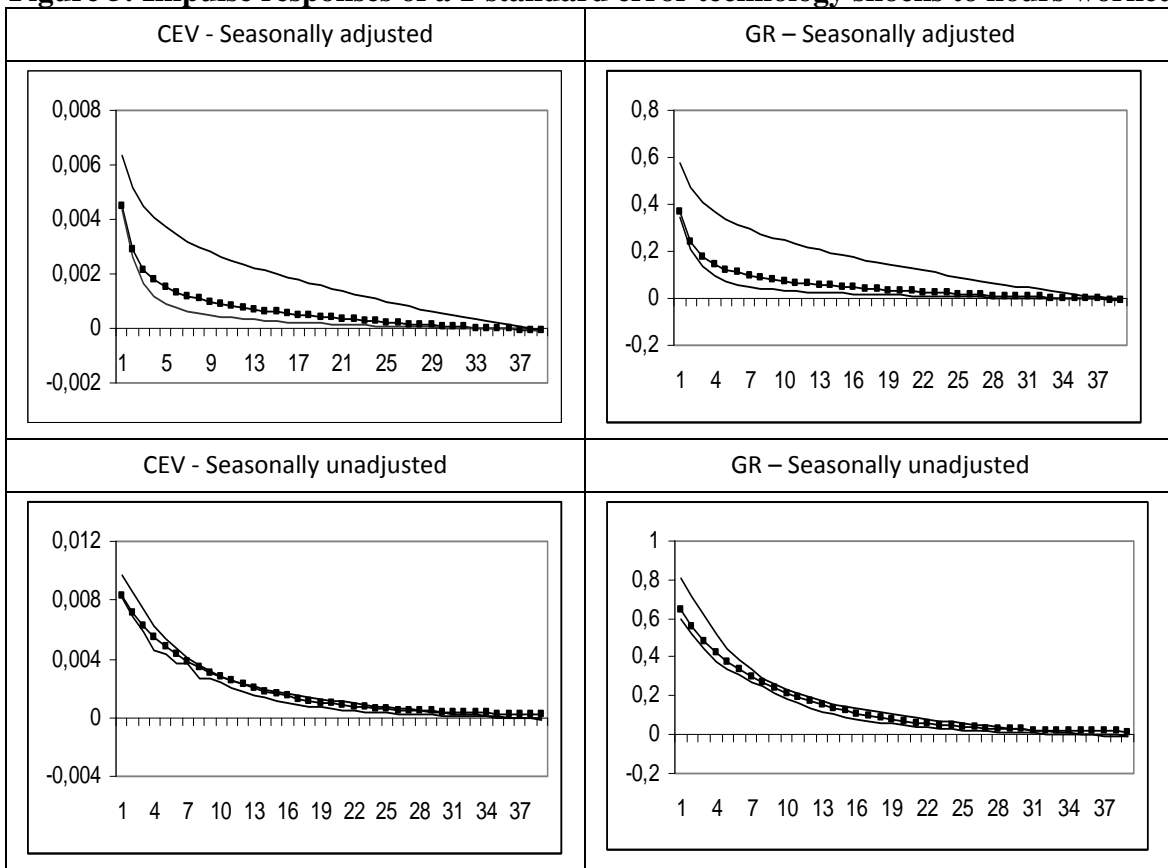 Figure 3: Impulse responses of a 1 standard error technology shocks to hours worked
CEV - Seasonally adjusted
GR – Seasonally adjusted
0,008
0,006
0,004
0,002
0
-0,002
1 5 9 13 17 21 25 29 33 37
0,8
0,6
0,4
0,2
0
-0,2
1 4 7 10 13 16 19 22 25 28 31 34 37
CEV - Seasonally unadjusted
GR – Seasonally unadjusted
0,012
0,008
0,004
0
-0,004
1 4 7 10 13 16 19 22 25 28 31 34 37
1
0,8
0,6
0,4
0,2
0
-0,2
1 4 7 10 13 16 19 22 25 28 31 34 37